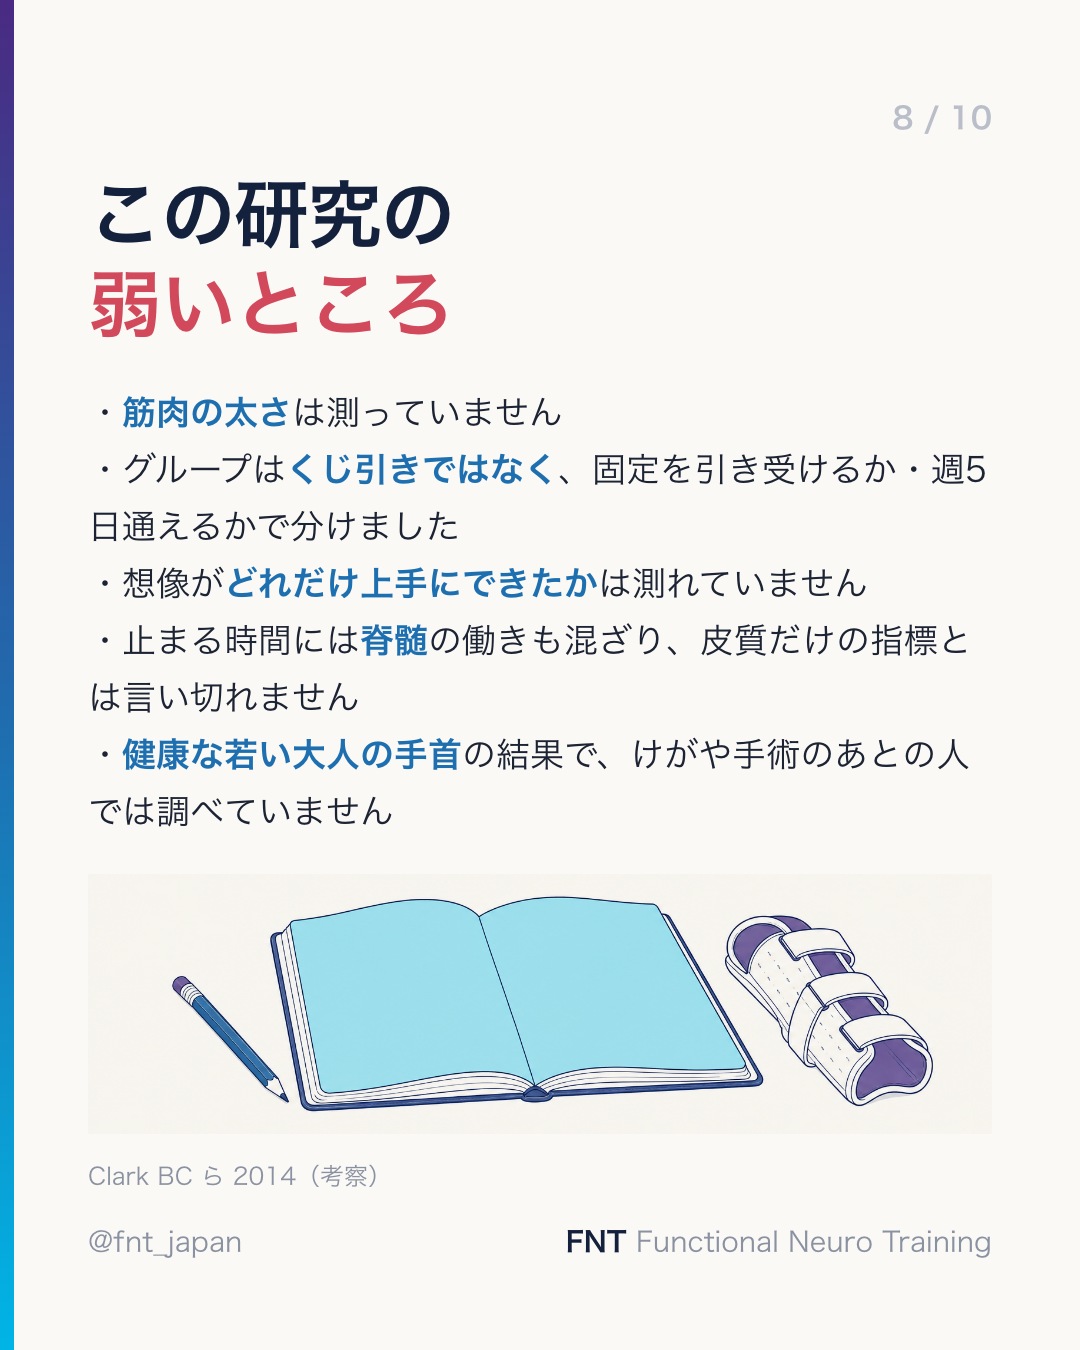 8 / 10
この研究の
弱いところ
・筋肉の太さは測っていません
・グループはくじ引きではなく、固定を引き受けるか・週5
日通えるかで分けました
・想像がどれだけ上手にできたかは測れていません
・止まる時間には脊髄の働きも混ざり、皮質だけの指標と
は言い切れません
・健康な若い大人の手首の結果で、けがや手術のあとの人
では調べていません
Clark BC ら 2014（考察）
@fnt_japan
FNT Functional Neuro Training